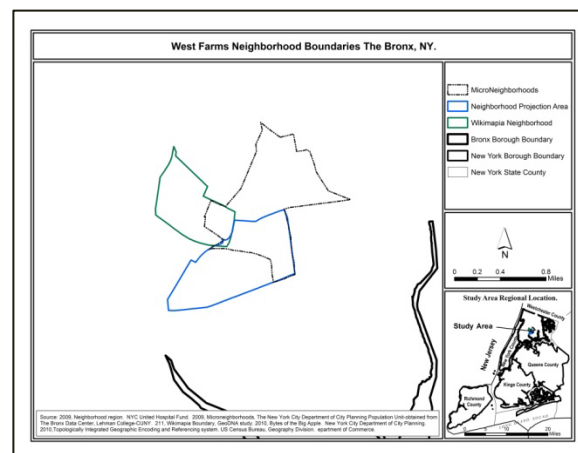 West Farms Neighborhood Boundaries The Bronx, NY.
MicroNeighborhoods
Neighborhood Projection Area
Wikimapia Neighborhood
Bronx Borough Boundary
New York Borough Boundary
New York State County
N
0 0.2 0.4 0.8
Miles
Study Area Regional Location.
Westchester County
Study Area
New Jersey
New York County
Queens County
Kings County
Richmond
County
0 5 10 20
Miles
Source: 2009, Neighborhood region. NYC United Hospital Fund. 2009, Microneighborhoods, The New York City Department of City Planning Population Unit-obtained from
The Bronx Data Center, Lehman College-CUNY. 211, Wikimapia Boundary, GeoDNA study. 2010, Bytes of the Big Apple. New York City Department of City Planning.
2010,Topologically Integrated Geographic Encoding and Referencing system. US Census Bureau, Geography Division. epartment of Commerce.